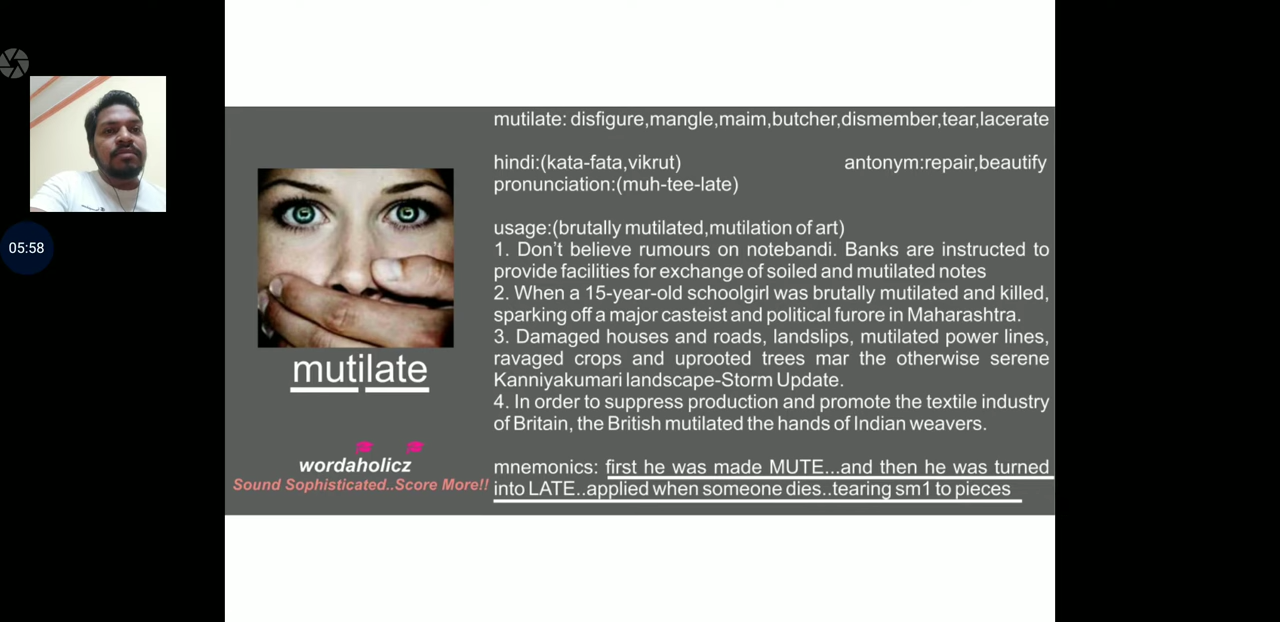 05:58
mutilate
wordaholicz
Sound Sophisticated..Score More!!
mutilate: disfigure,mangle,maim,butcher,dismember,tear,lacerate
hindi:(kata-fata,vikrut) antonym:repair,beautify
pronunciation:(muh-tee-late)
usage:(brutally mutilated,mutilation of art)
1. Don't believe rumours on notebandi. Banks are instructed to
provide facilities for exchange of soiled and mutilated notes
2. When a 15-year-old schoolgirl was brutally mutilated and killed,
sparking off a major casteist and political furore in Maharashtra.
3. Damaged houses and roads, landslips, mutilated power lines,
ravaged crops and uprooted trees mar the otherwise serene
Kanniyakumari landscape-Storm Update.
4. In order to suppress production and promote the textile industry
of Britain, the British mutilated the hands of Indian weavers.
mnemonics: first he was made MUTE...and then he was turned
into LATE..applied when someone dies..tearing sm1 to pieces